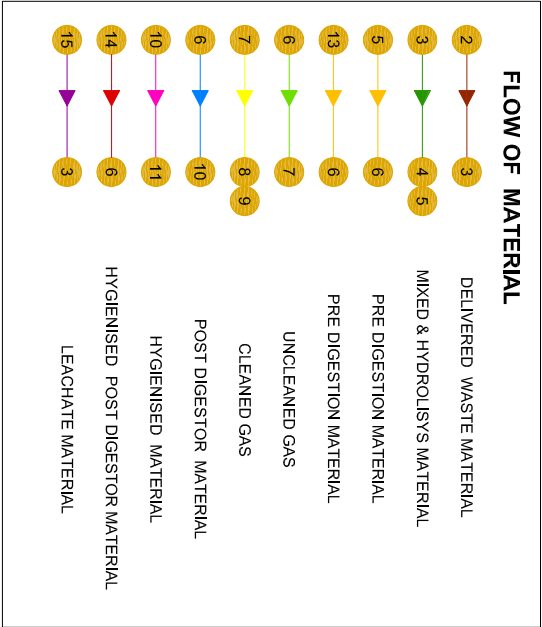 FLOW OF MATERIAL
2 3 DELIVERED WASTE MATERIAL
3 4 5 MIXED & HYDROLISYS MATERIAL
5 6 PRE DIGESTION MATERIAL
13 6 PRE DIGESTION MATERIAL
6 7 UNCLEANED GAS
7 8 9 CLEANED GAS
6 10 POST DIGESTOR MATERIAL
10 11 HYGIENISED MATERIAL
14 6 HYGIENISED POST DIGESTOR MATERIAL
15 3 LEACHATE MATERIAL